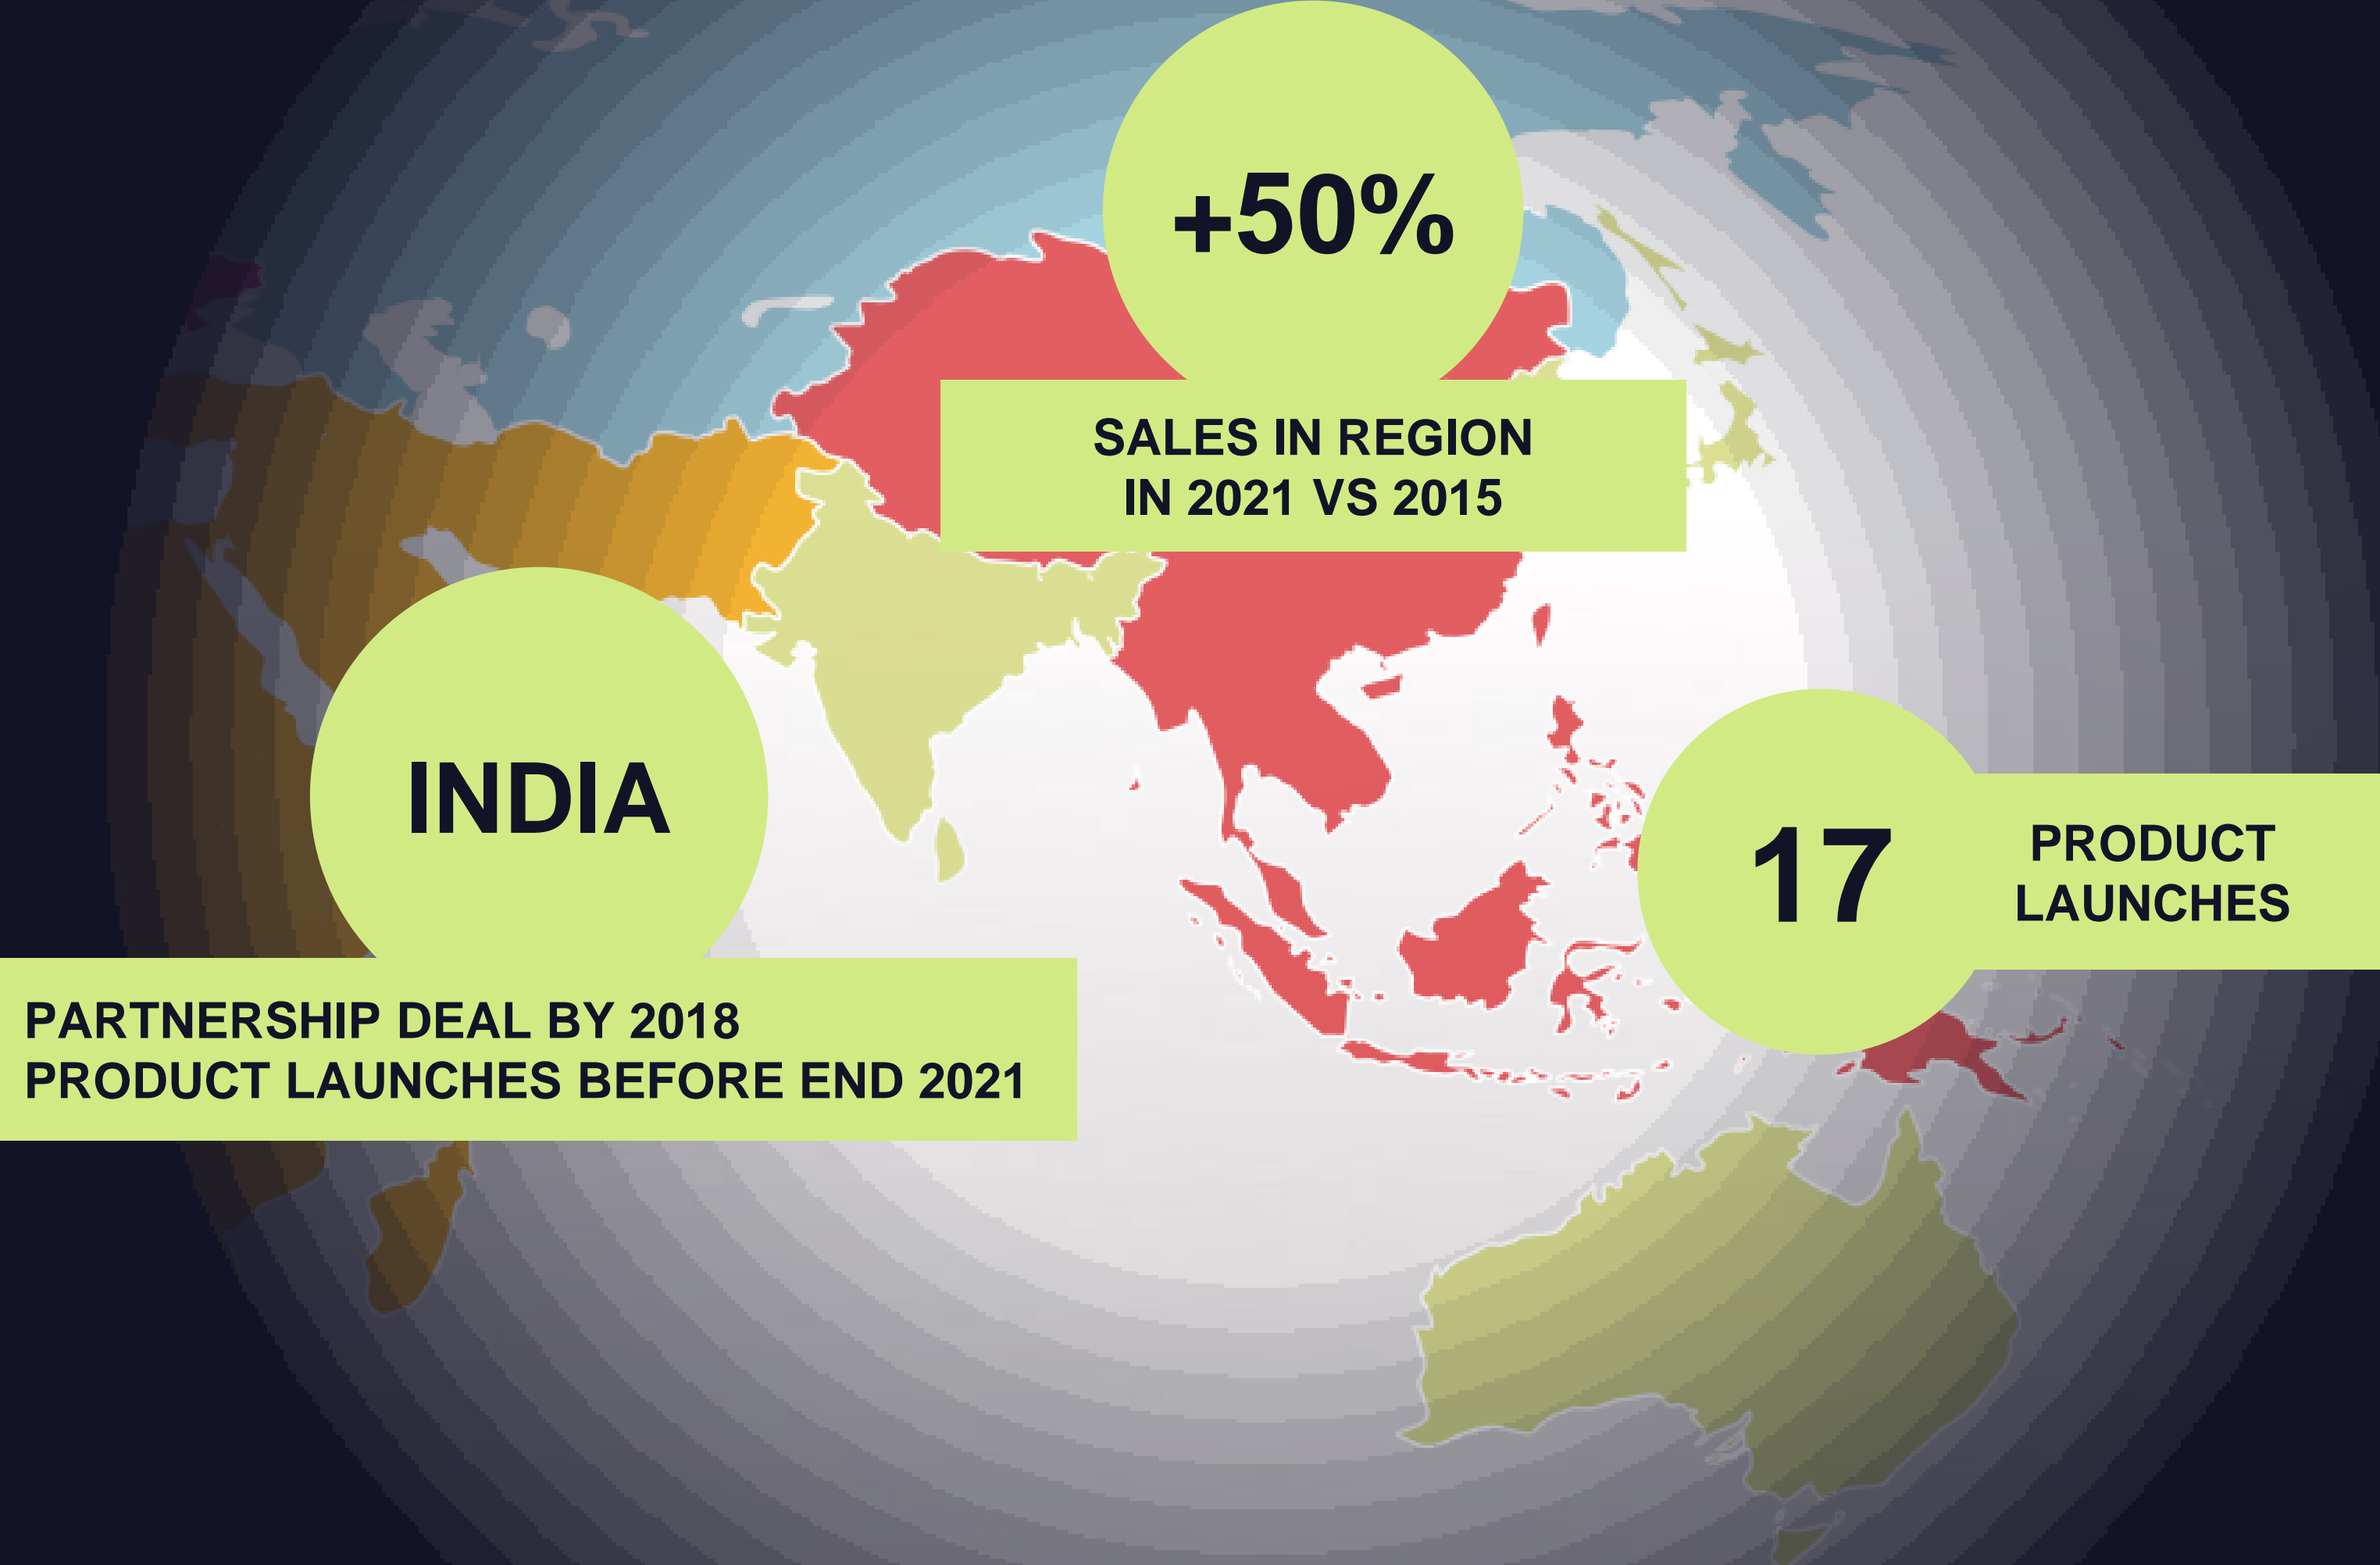 +50%
SALES IN REGION
IN 2021 VS 2015
INDIA
PARTNERSHIP DEAL BY 2018
PRODUCT LAUNCHES BEFORE END 2021
17
PRODUCT
LAUNCHES